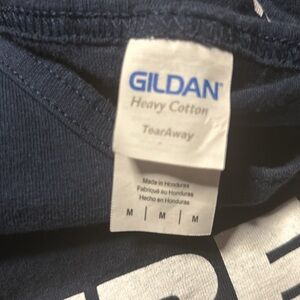 GILDAN®
Heavy Cotton
TearAway
Made in Honduras
Fabriqué au Honduras
Hecho en Honduras
M | M | M